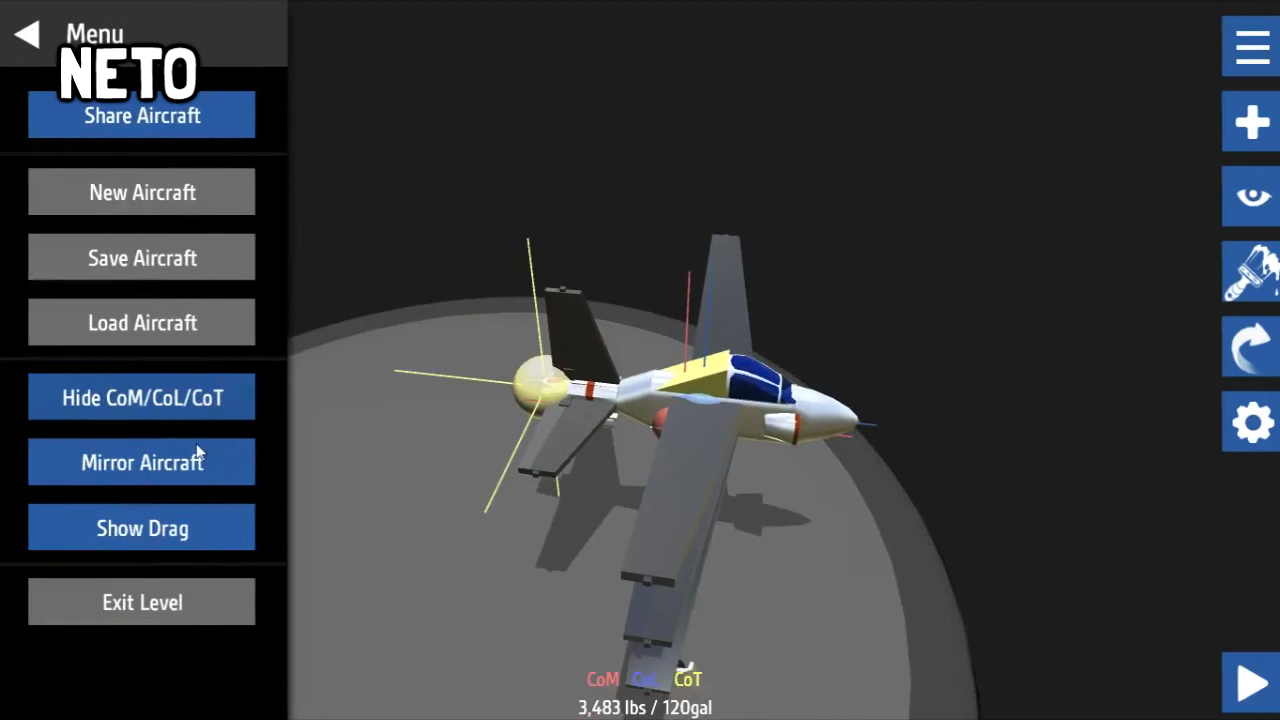 Menu
NETO
Share Aircraft
New Aircraft
Save Aircraft
Load Aircraft
Hide CoM/CoL/CoT
Mirror Aircraft
Show Drag
Exit Level
CoM CoL CoT
3,483 lbs / 120gal